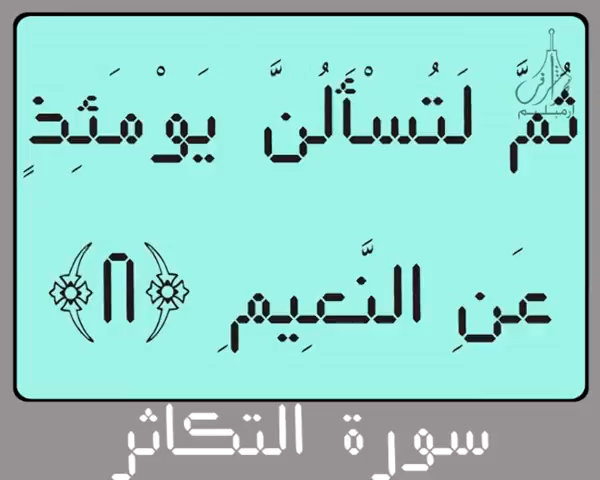 ثُمَّ لَتُسْأَلُنَّ يَوْمَئِذٍ
عَنِ النَّعِيمِ ﴿٨﴾
سورة التكاثر